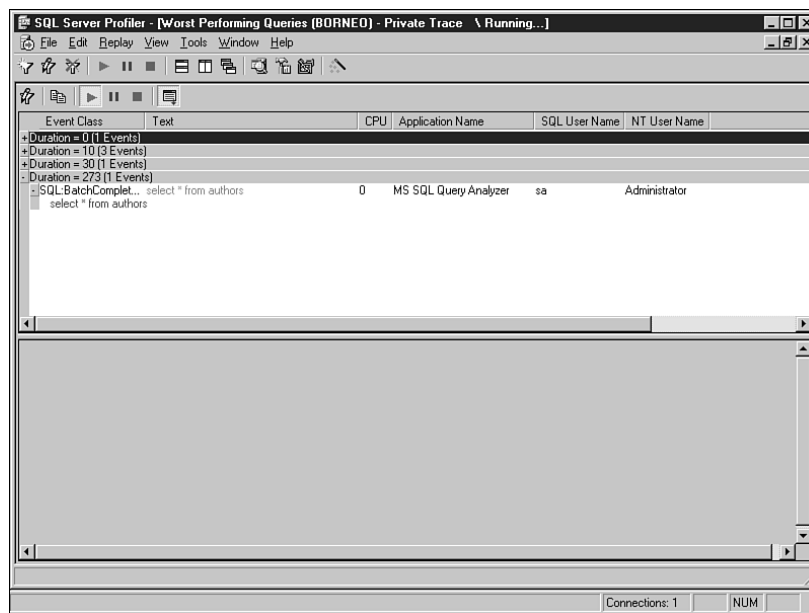 SQL Server Profiler - [Worst Performing Queries (BORNEO) - Private Trace \ Running...]
File Edit Replay View Tools Window Help
Event Class Text CPU Application Name SQL User Name NT User Name
+Duration = 0 (1 Events)
+Duration = 10 (3 Events)
+Duration = 30 (1 Events)
-Duration = 273 (1 Events)
-SQL:BatchComplet... select * from authors 0 MS SQL Query Analyzer sa Administrator
select * from authors
Connections: 1 NUM